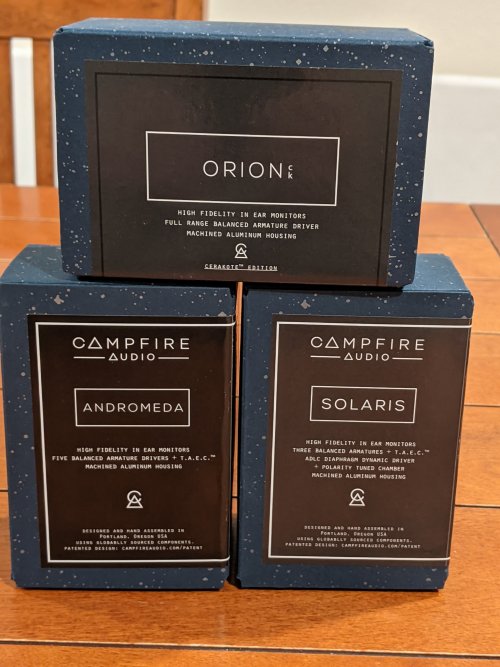 ORION ck
HIGH FIDELITY IN EAR MONITORS
FULL RANGE BALANCED ARMATURE DRIVER
MACHINED ALUMINUM HOUSING
CERAKOTE™ EDITION
CAMPFIRE
AUDIO
ANDROMEDA
HIGH FIDELITY IN EAR MONITORS
FIVE BALANCED ARMATURE DRIVERS + T.A.E.C.™
MACHINED ALUMINUM HOUSING
DESIGNED AND HAND ASSEMBLED IN
PORTLAND, OREGON USA
USING GLOBABLLY SOURCED COMPONENTS.
PATENTED DESIGN: CAMPFIREAUDIO.COM/PATENT
CAMPFIRE
AUDIO
SOLARIS
HIGH FIDELITY IN EAR MONITORS
THREE BALANCED ARMATURES + T.A.E.C.™
ADLC DIAPHRAGM DYNAMIC DRIVER
+ POLARITY TUNED CHAMBER
MACHINED ALUMINUM HOUSING
DESIGNED AND HAND ASSEMBLED IN
PORTLAND, OREGON USA
USING GLOBABLLY SOURCED COMPONENTS.
PATENTED DESIGN: CAMPFIREAUDIO.COM/PATENT